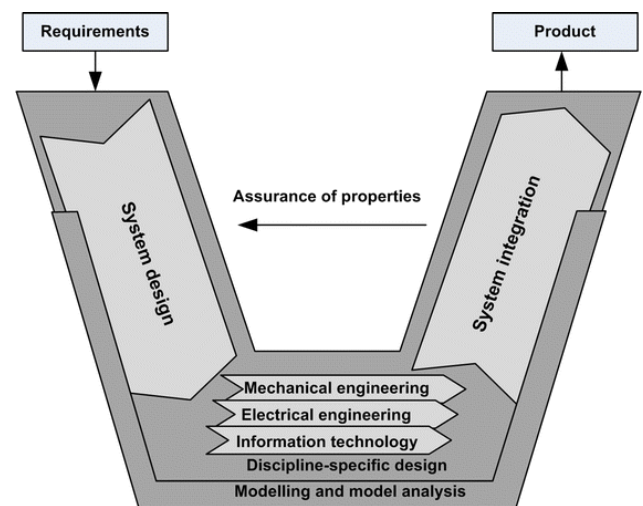 Requirements
Product
Assurance of properties
System design
System integration
Mechanical engineering
Electrical engineering
Information technology
Discipline-specific design
Modelling and model analysis